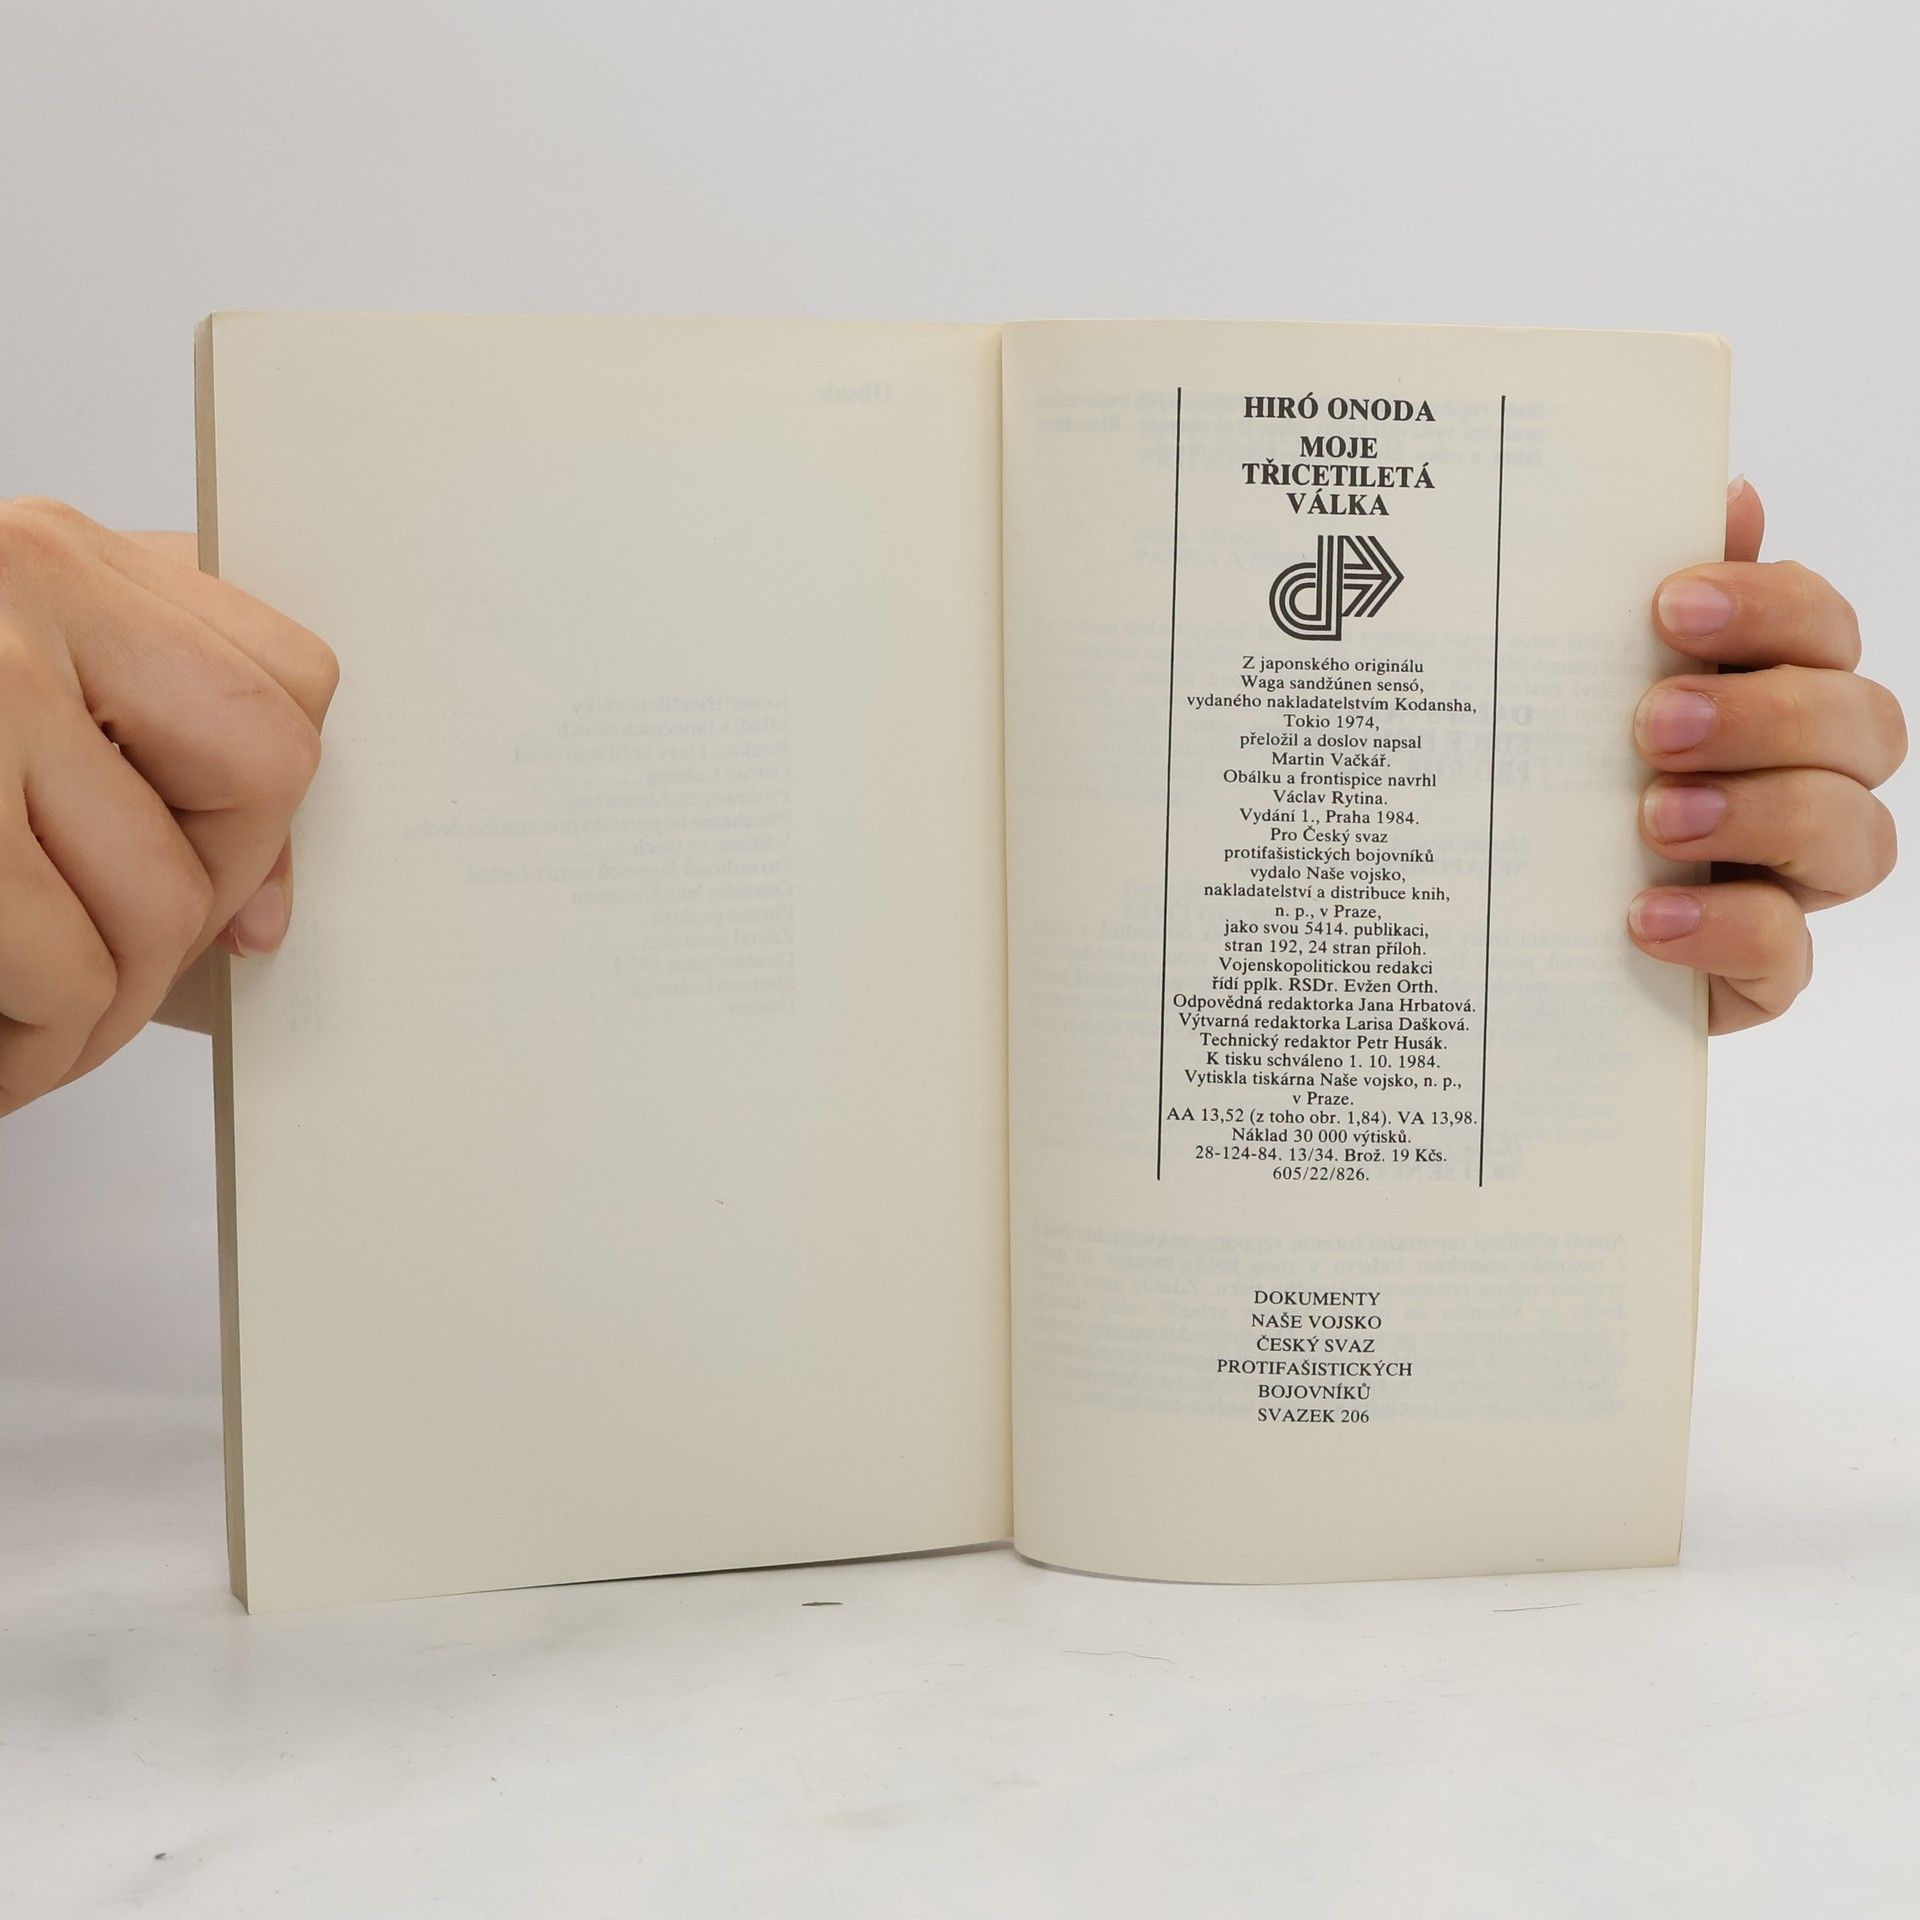 HIRÓ ONODA
MOJE
TŘICETILETÁ
VÁLKA
Z japonského originálu
Waga sandžúnen sensó,
vydaného nakladatelstvím Kodansha,
Tokio 1974,
přeložil a doslov napsal
Martin Vačkář.
Obálku a frontispice navrhl
Václav Rytina.
Vydání 1., Praha 1984.
Pro Český svaz
protifašistických bojovníků
vydalo Naše vojsko,
nakladatelství a distribuce knih,
n. p., v Praze,
jako svou 5414. publikaci,
stran 192, 24 stran příloh.
Vojenskopolitickou redakci
řídí pplk. RSDr. Evžen Orth.
Odpovědná redaktorka Jana Hrbatová.
Výtvarná redaktorka Larisa Dašková.
Technický redaktor Petr Husák.
K tisku schváleno 1. 10. 1984.
Vytiskla tiskárna Naše vojsko, n. p.,
v Praze.
AA 13,52 (z toho obr. 1,84). VA 13,98.
Náklad 30 000 výtisků.
28-124-84. 13/34. Brož. 19 Kčs.
605/22/826.
DOKUMENTY
NAŠE VOJSKO
ČESKÝ SVAZ
PROTIFAŠISTICKÝCH
BOJOVNÍKŮ
SVAZEK 206